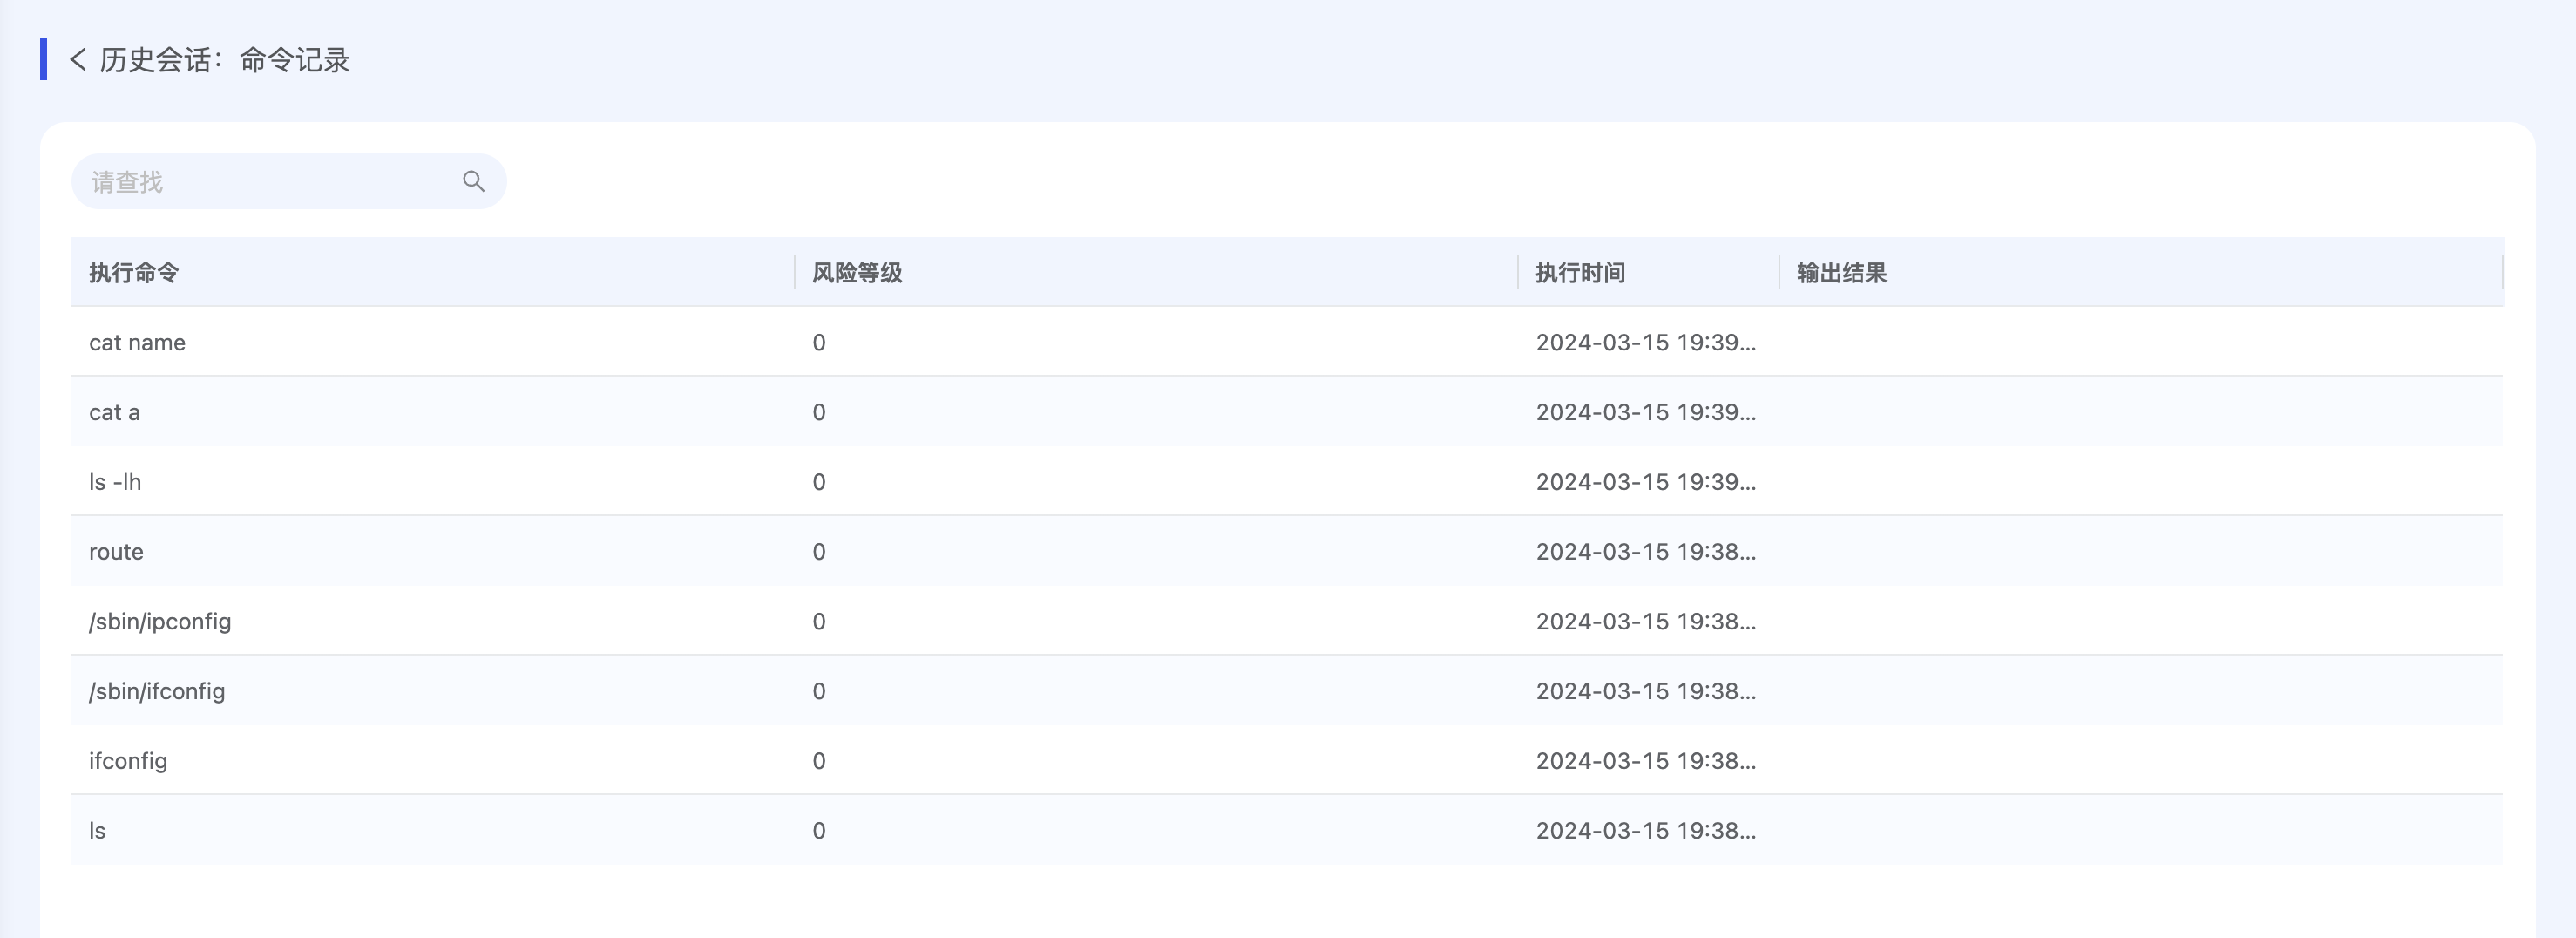 历史会话：命令记录
请查找
执行命令 风险等级 执行时间 输出结果
cat name 0 2024-03-15 19:39...
cat a 0 2024-03-15 19:39...
ls -lh 0 2024-03-15 19:39...
route 0 2024-03-15 19:38...
/sbin/ipconfig 0 2024-03-15 19:38...
/sbin/ifconfig 0 2024-03-15 19:38...
ifconfig 0 2024-03-15 19:38...
ls 0 2024-03-15 19:38...